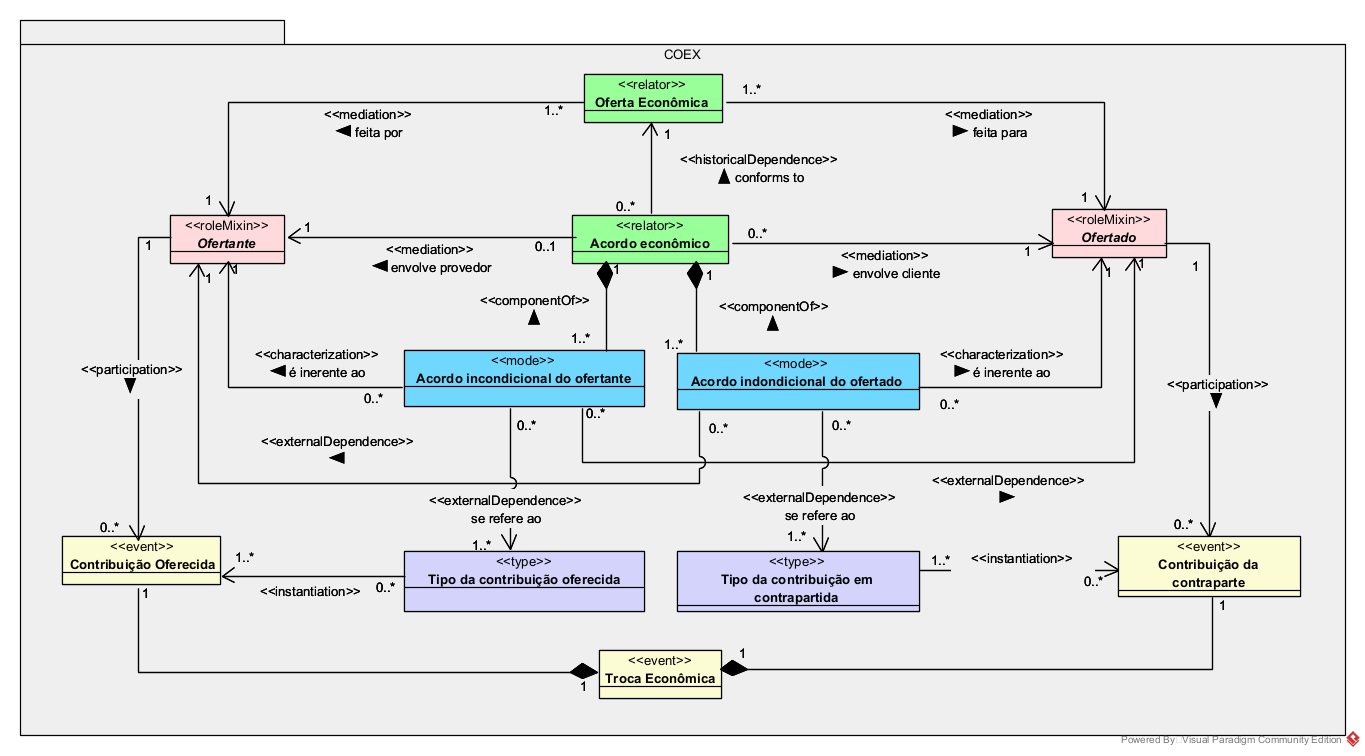 COEX
<<relator>>
Oferta Econômica
1..*
1..*
<<mediation>>
feita por
<<mediation>>
feita para
1
<<historicalDependence>>
conforms to
1
1
0..*
<<roleMixin>>
Ofertante
<<relator>>
Acordo econômico
<<roleMixin>>
Ofertado
1
1
0..1
0..*
1
1
<<mediation>>
envolve provedor
<<mediation>>
envolve cliente
1
1
1
1
1
1
<<componentOf>>
<<componentOf>>
1..*
1..*
<<characterization>>
é inerente ao
<<mode>>
Acordo incondicional do ofertante
<<mode>>
Acordo indondicional do ofertado
<<characterization>>
é inerente ao
<<participation>>
<<participation>>
0..*
0..*
0..*
0..*
0..*
0..*
<<externalDependence>>
<<externalDependence>>
<<externalDependence>>
se refere ao
<<externalDependence>>
se refere ao
0..*
1..*
1..*
0..*
<<event>>
Contribuição Oferecida
1..*
0..*
<<instantiation>>
<<type>>
Tipo da contribuição oferecida
<<type>>
Tipo da contribuição em
contrapartida
1..*
<<instantiation>>
0..*
<<event>>
Contribuição da
contraparte
1
1
<<event>>
Troca Econômica
1
1
Powered By Visual Paradigm Community Edition